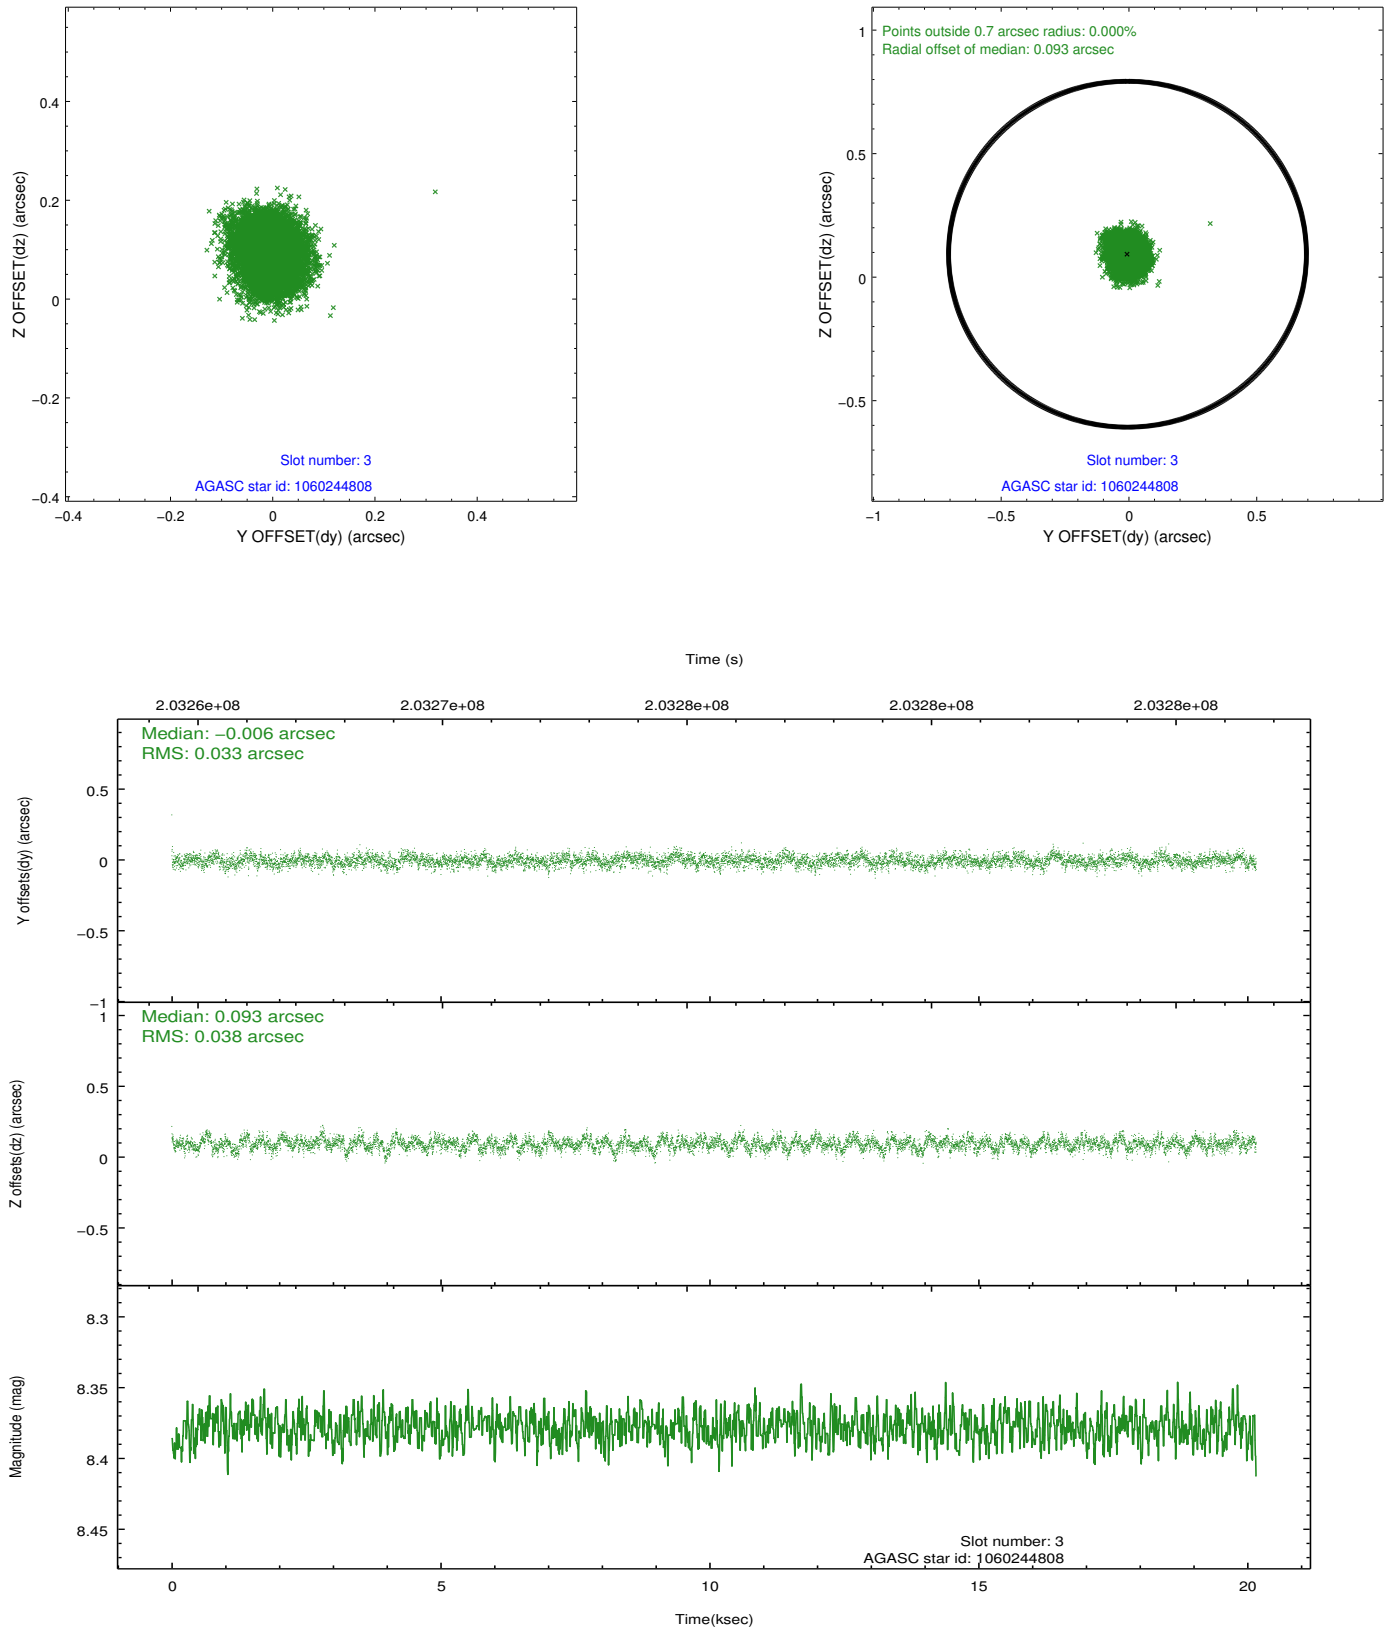 0.4
0.2
0
−0.2
−0.4
Z OFFSET(dz) (arcsec)
Slot number: 3
AGASC star id: 1060244808
−0.4
−0.2
0
0.2
0.4
Y OFFSET(dy) (arcsec)
Points outside 0.7 arcsec radius: 0.000%
Radial offset of median: 0.093 arcsec
1
0.5
0
−0.5
Z OFFSET(dz) (arcsec)
Slot number: 3
AGASC star id: 1060244808
−1
−0.5
0
0.5
Y OFFSET(dy) (arcsec)
Time (s)
2.0326e+08
2.0327e+08
2.0328e+08
2.0328e+08
2.0328e+08
Median: −0.006 arcsec
RMS: 0.033 arcsec
0.5
0
−0.5
−1
Y offsets(dy) (arcsec)
Median: 0.093 arcsec
RMS: 0.038 arcsec
1
0.5
0
−0.5
Z offsets(dz) (arcsec)
8.3
8.35
8.4
8.45
Magnitude (mag)
Slot number: 3
AGASC star id: 1060244808
0
5
10
15
20
Time(ksec)